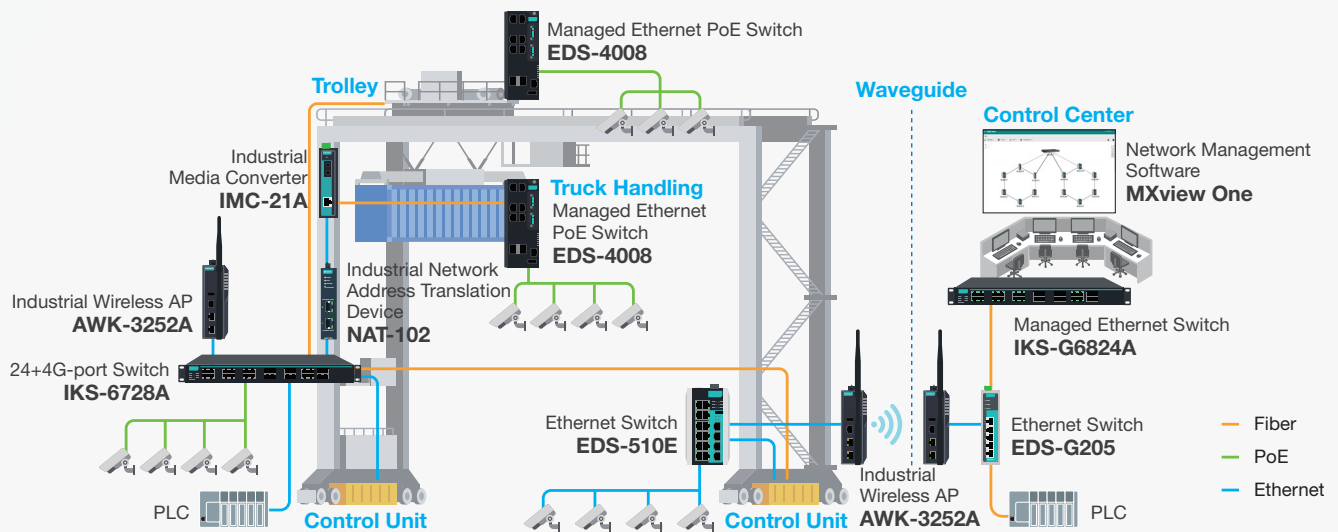 Managed Ethernet PoE Switch
EDS-4008
Trolley
Waveguide
Control Center
Network Management
Software
MXview One
Industrial
Media Converter
IMC-21A
Truck Handling
Managed Ethernet
PoE Switch
EDS-4008
Industrial Network
Address Translation
Device
NAT-102
Industrial Wireless AP
AWK-3252A
24+4G-port Switch
IKS-6728A
Managed Ethernet Switch
IKS-G6824A
Ethernet Switch
EDS-510E
Ethernet Switch
EDS-G205
Fiber
PoE
Ethernet
PLC
Control Unit
Control Unit
Industrial
Wireless AP
AWK-3252A
PLC